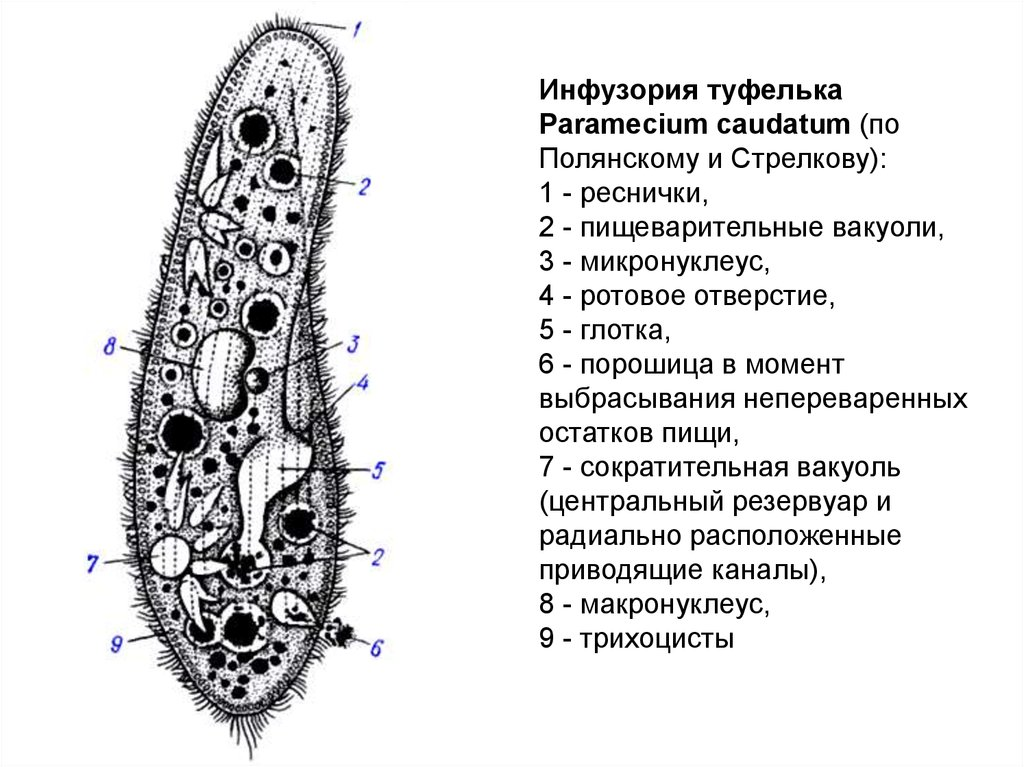 1
2
8
3
4
5
7
2
9
6
Инфузория туфелька
Paramecium caudatum (по
Полянскому и Стрелкову):
1 - реснички,
2 - пищеварительные вакуоли,
3 - микронуклеус,
4 - ротовое отверстие,
5 - глотка,
6 - порошица в момент
выбрасывания непереваренных
остатков пищи,
7 - сократительная вакуоль
(центральный резервуар и
радиально расположенные
приводящие каналы),
8 - макронуклеус,
9 - трихоцисты